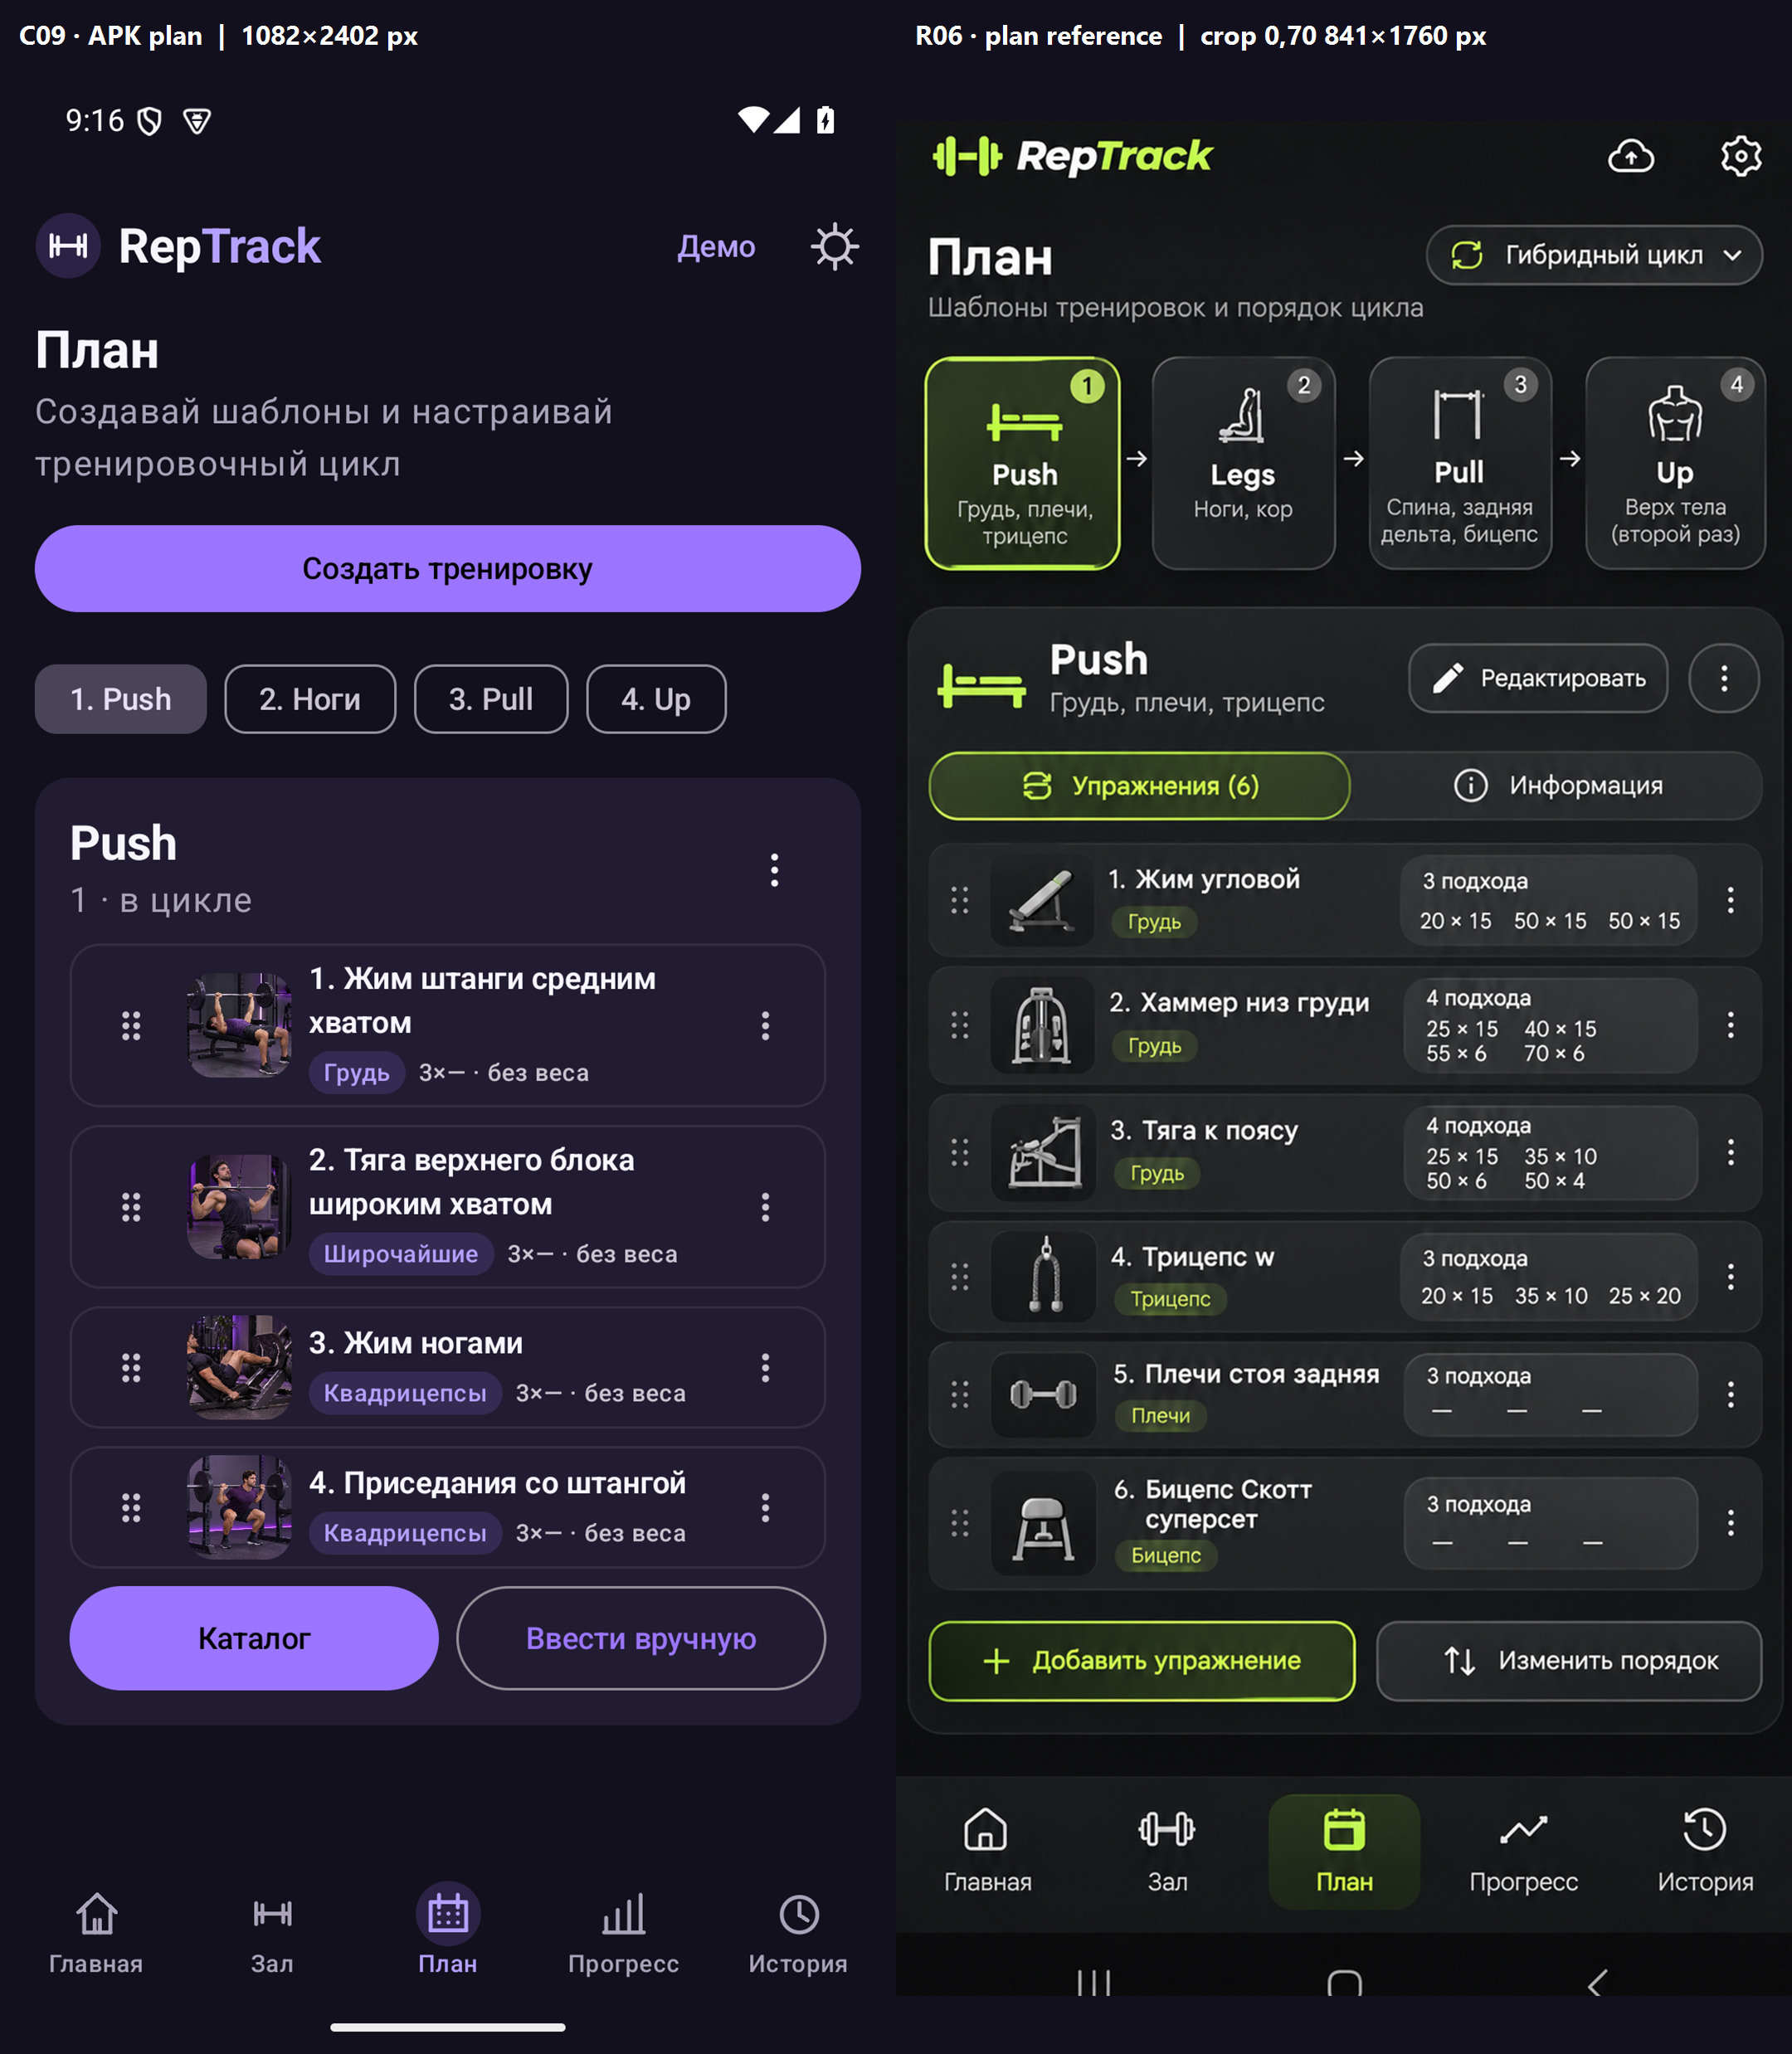 C09 · APK plan | 1082×2402 px
9:16
RepTrack
Демо
План
Создавай шаблоны и настраивай
тренировочный цикл
Создать тренировку
1. Push
2. Ноги
3. Pull
4. Up
Push
1 · в цикле
1. Жим штанги средним
хватом
Грудь 3×— · без веса
2. Тяга верхнего блока
широким хватом
Широчайшие 3×— · без веса
3. Жим ногами
Квадрицепсы 3×— · без веса
4. Приседания со штангой
Квадрицепсы 3×— · без веса
Каталог
Ввести вручную
Главная
Зал
План
Прогресс
История
R06 · plan reference | crop 0,70 841×1760 px
RepTrack
План
Гибридный цикл
Шаблоны тренировок и порядок цикла
1
Push
Грудь, плечи,
трицепс
2
Legs
Ноги, кор
3
Pull
Спина, задняя
дельта, бицепс
4
Up
Верх тела
(второй раз)
Push
Грудь, плечи, трицепс
Редактировать
Упражнения (6)
Информация
1. Жим угловой
Грудь
3 подхода
20 × 15 50 × 15 50 × 15
2. Хаммер низ груди
Грудь
4 подхода
25 × 15 40 × 15
55 × 6 70 × 6
3. Тяга к поясу
Грудь
4 подхода
25 × 15 35 × 10
50 × 6 50 × 4
4. Трицепс w
Трицепс
3 подхода
20 × 15 35 × 10 25 × 20
5. Плечи стоя задняя
Плечи
3 подхода
— — —
6. Бицепс Скотт
суперсет
Бицепс
3 подхода
— — —
+ Добавить упражнение
Изменить порядок
Главная
Зал
План
Прогресс
История